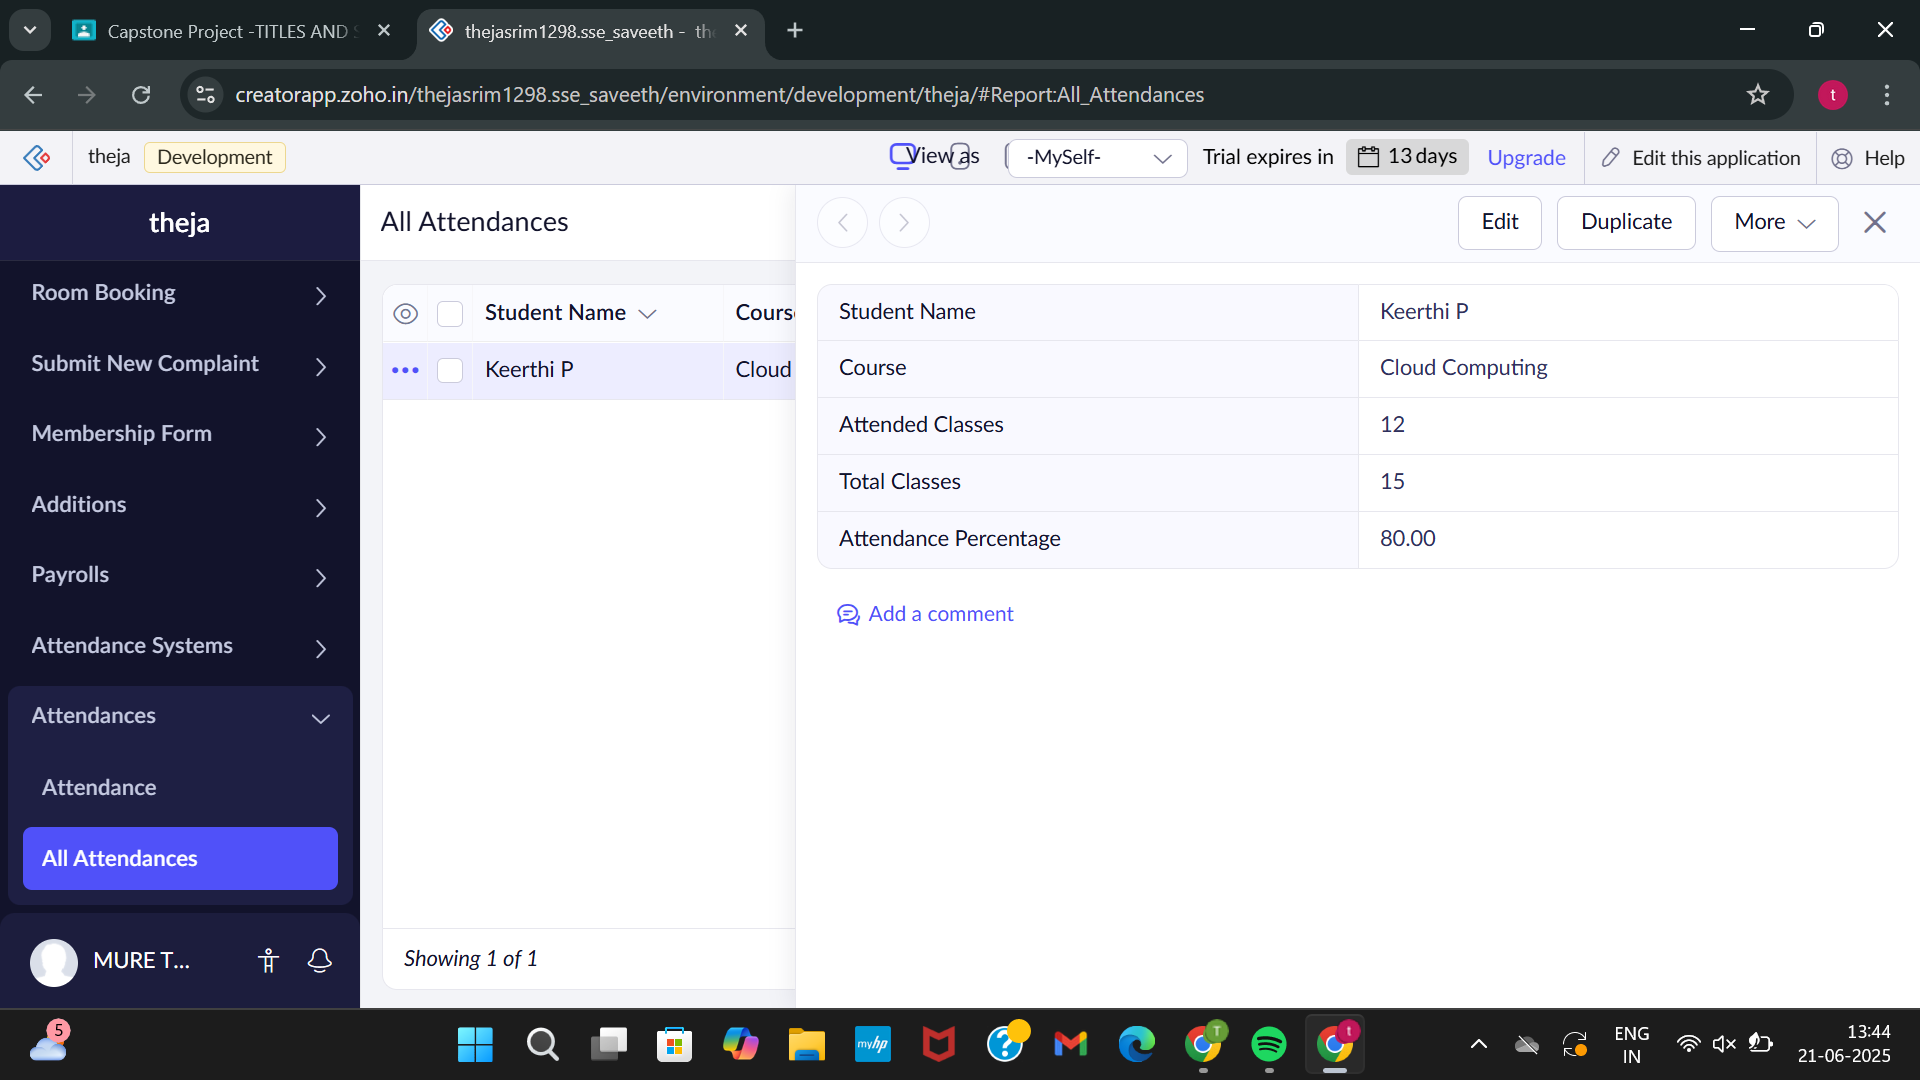 Capstone Project -TITLES AND S
thejasrim1298.sse_saveeth - the
creatorapp.zoho.in/thejasrim1298.sse_saveeth/environment/development/theja/#Report:All_Attendances
t
theja
Development
View as
-MySelf-
Trial expires in
13 days
Upgrade
Edit this application
Help
theja
Room Booking
Submit New Complaint
Membership Form
Additions
Payrolls
Attendance Systems
Attendances
Attendance
All Attendances
MURE T...
All Attendances
Student Name
Cours
Keerthi P
Cloud
Showing 1 of 1
Edit
Duplicate
More
Student Name
Keerthi P
Course
Cloud Computing
Attended Classes
12
Total Classes
15
Attendance Percentage
80.00
Add a comment
5
myhp
T
t
ENG
IN
13:44
21-06-2025